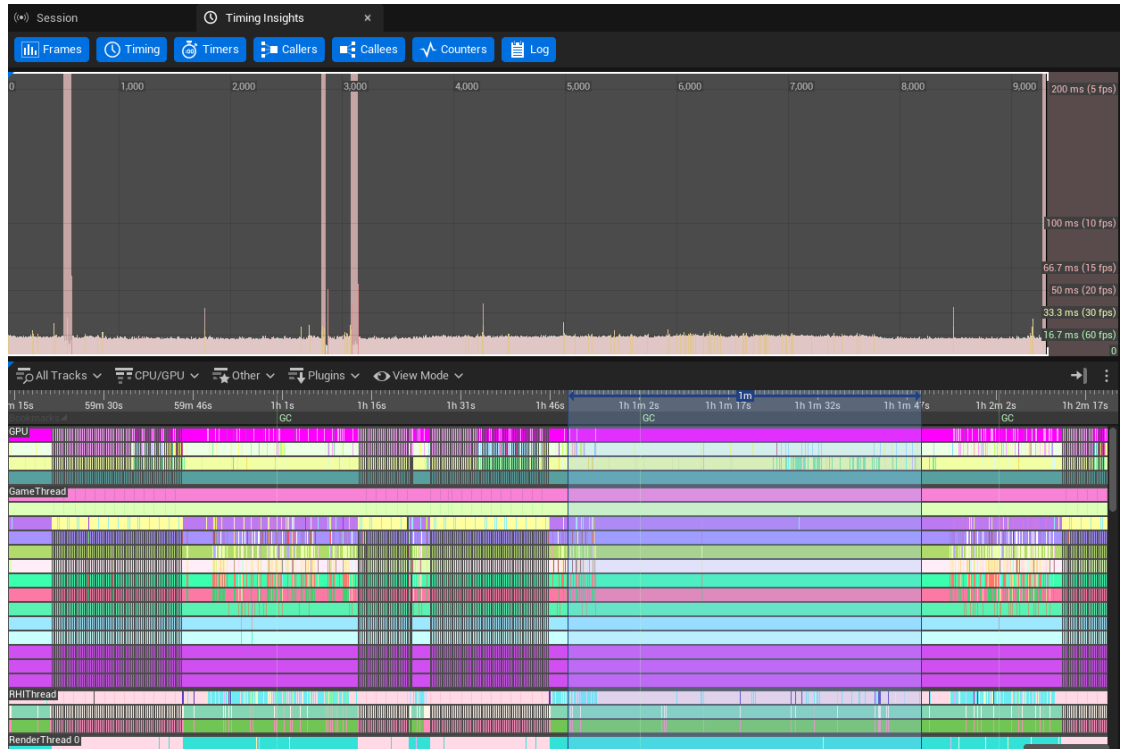 Session
Timing Insights
Frames Timing Timers Callers Callees Counters Log
0 1,000 2,000 3,000 4,000 5,000 6,000 7,000 8,000 9,000
200 ms (5 fps)
100 ms (10 fps)
66.7 ms (15 fps)
50 ms (20 fps)
33.3 ms (30 fps)
16.7 ms (60 fps)
0
All Tracks CPU/GPU Other Plugins View Mode
1m
m 15s 59m 30s 59m 46s 1h 1s 1h 16s 1h 31s 1h 46s 1h 1m 2s 1h 1m 17s 1h 1m 32s 1h 1m 47s 1h 2m 2s 1h 2m 17s
GC GC GC
GPU
GameThread
RHIThread
RenderThread 0